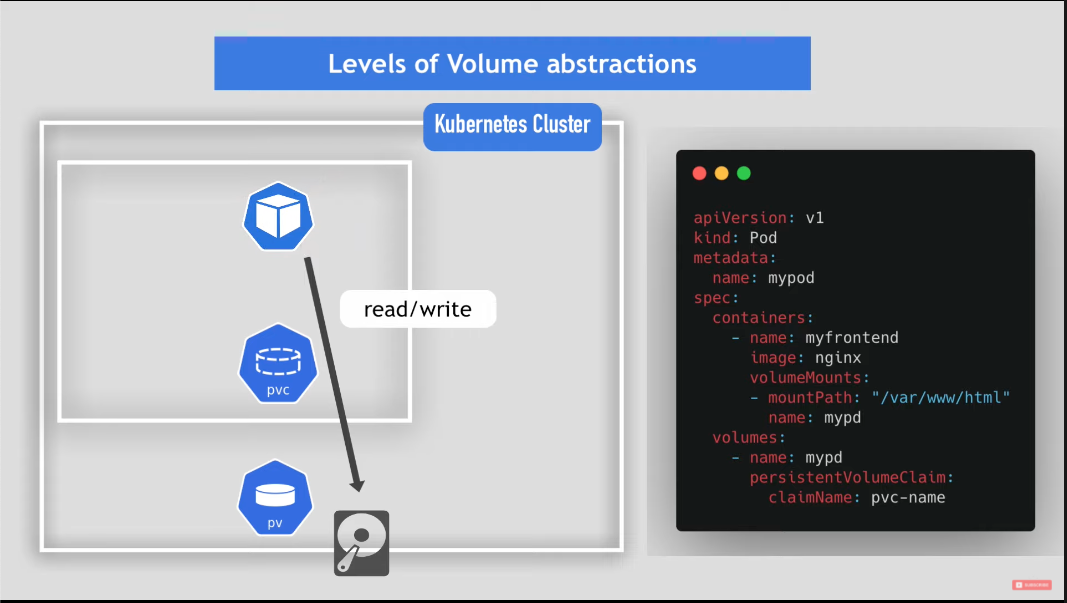 Levels of Volume abstractions
Kubernetes Cluster
read/write
pvc
pv
apiVersion: v1
kind: Pod
metadata:
  name: mypod
spec:
  containers:
    - name: myfrontend
      image: nginx
      volumeMounts:
      - mountPath: "/var/www/html"
        name: mypd
  volumes:
    - name: mypd
      persistentVolumeClaim:
        claimName: pvc-name